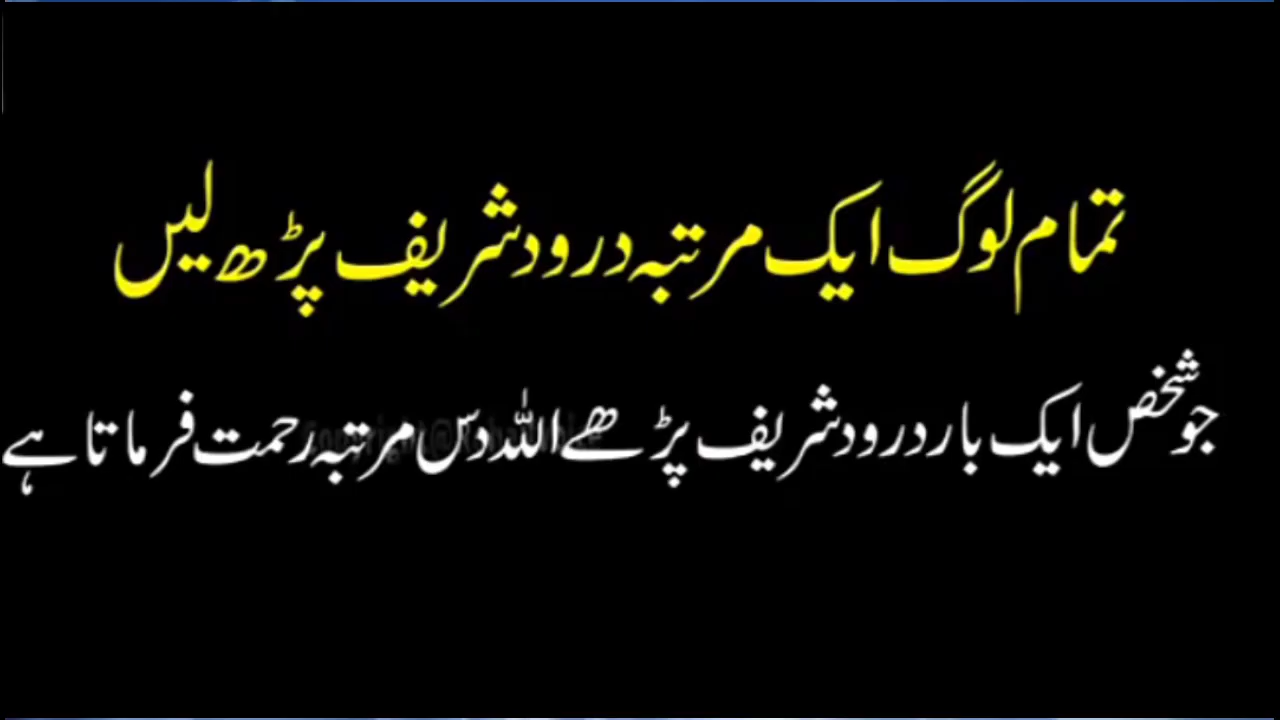 تمام لوگ ایک مرتبہ درود شریف پڑھ لیں
جو شخص ایک بار درود شریف پڑھے اللہ دس مرتبہ رحمت فرماتا ہے